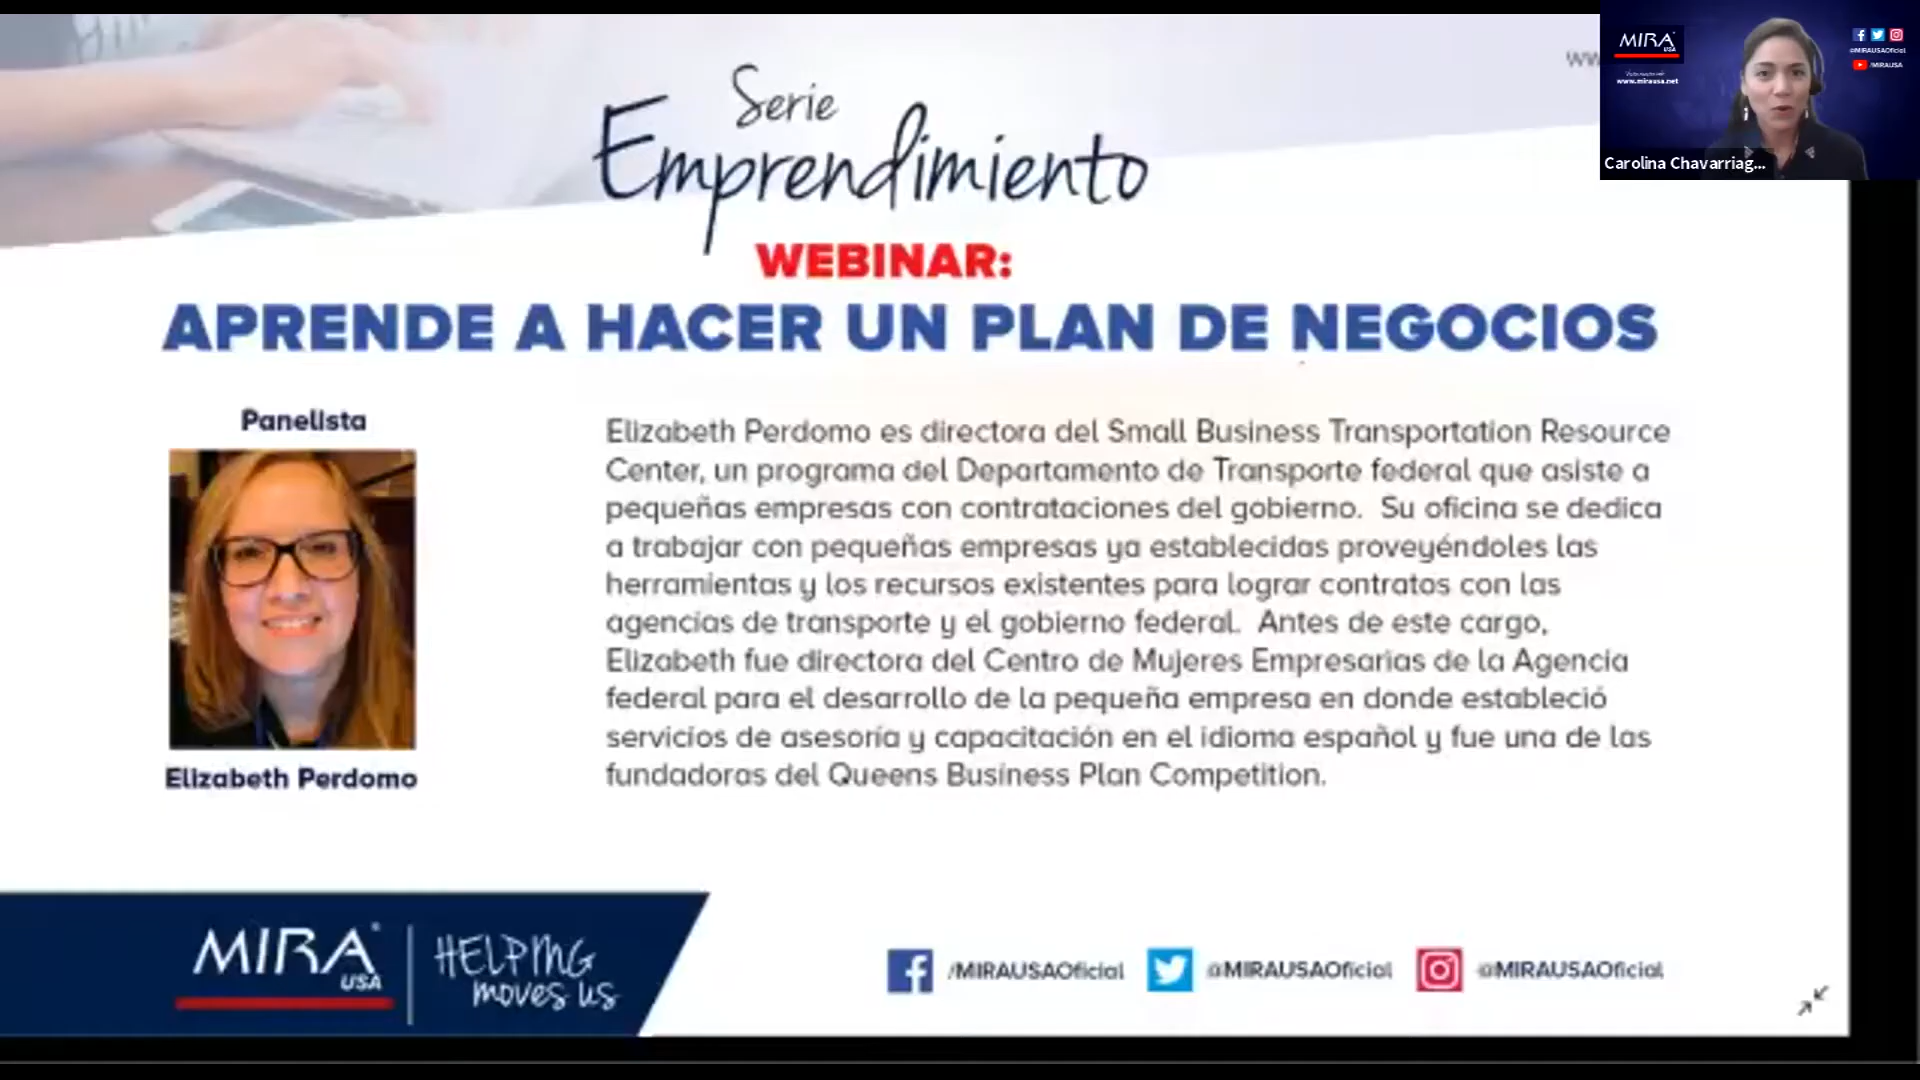 Serie
Emprendimiento
WEBINAR:
APRENDE A HACER UN PLAN DE NEGOCIOS
Panelista
Elizabeth Perdomo
Elizabeth Perdomo es directora del Small Business Transportation Resource
Center, un programa del Departamento de Transporte federal que asiste a
pequeñas empresas con contrataciones del gobierno. Su oficina se dedica
a trabajar con pequeñas empresas ya establecidas proveyéndoles las
herramientas y los recursos existentes para lograr contratos con las
agencias de transporte y el gobierno federal. Antes de este cargo,
Elizabeth fue directora del Centro de Mujeres Empresarias de la Agencia
federal para el desarrollo de la pequeña empresa en donde estableció
servicios de asesoría y capacitación en el idioma español y fue una de las
fundadoras del Queens Business Plan Competition.
MIRA®
USA
HELPING
moves us
/MIRAUSAOficial
@MIRAUSAOficial
@MIRAUSAOficial
ww
MIRA
USA
www.mirausa.net
@MIRAUSAOficial
/MIRAUSA
Carolina Chavarriag...